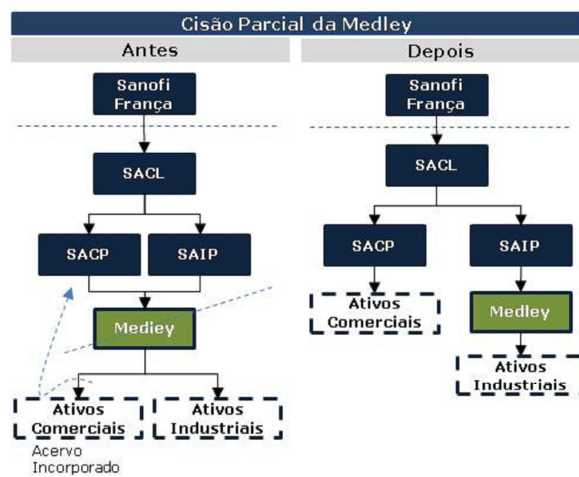 Cisão Parcial da Medley
Antes
Sanofi
França
SACL
SACP
SAIP
Medley
Ativos
Comerciais
Ativos
Industriais
Acervo
Incorporado
Depois
Sanofi
França
SACL
SACP
SAIP
Ativos
Comerciais
Medley
Ativos
Industriais